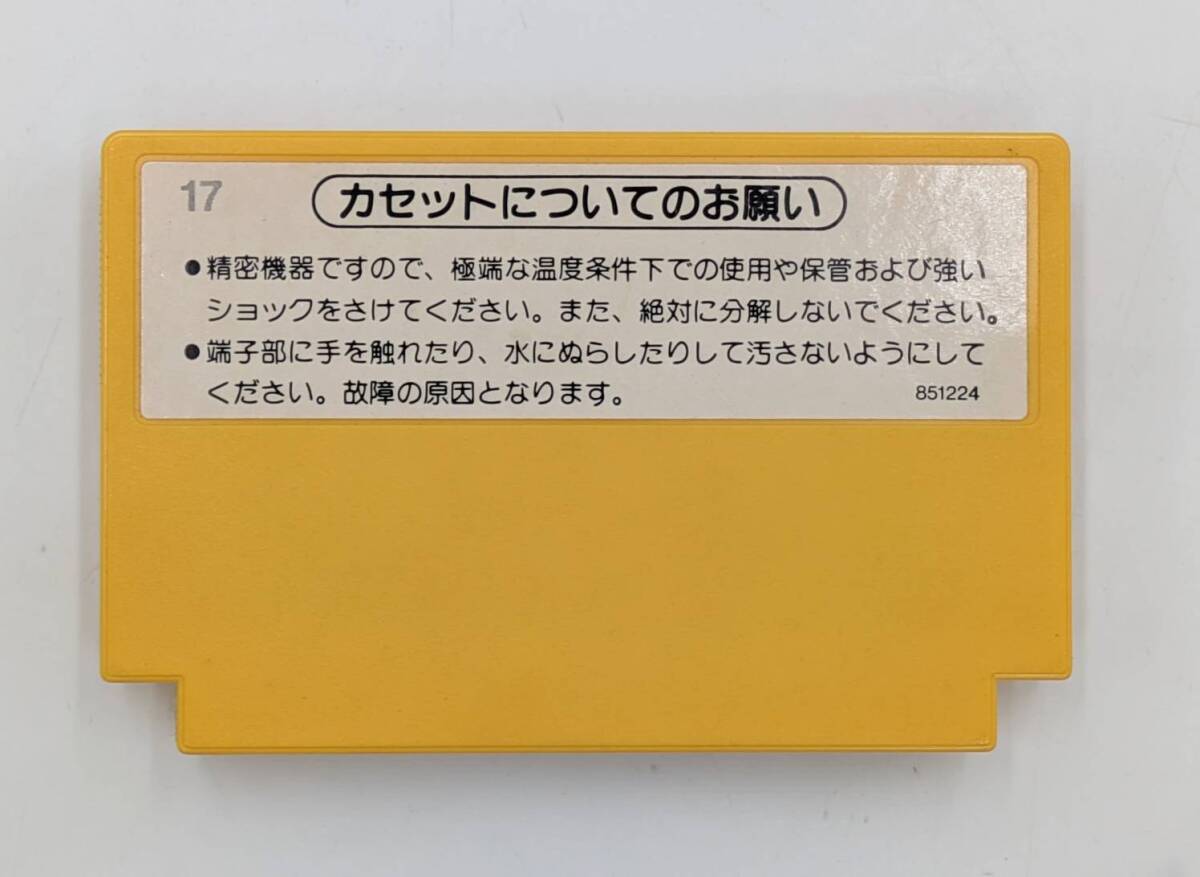 17
カセットについてのお願い
●精密機器ですので、極端な温度条件下での使用や保管および強い
ショックをさけてください。また、絶対に分解しないでください。
●端子部に手を触れたり、水にぬらしたりして汚さないようにして
ください。故障の原因となります。
851224